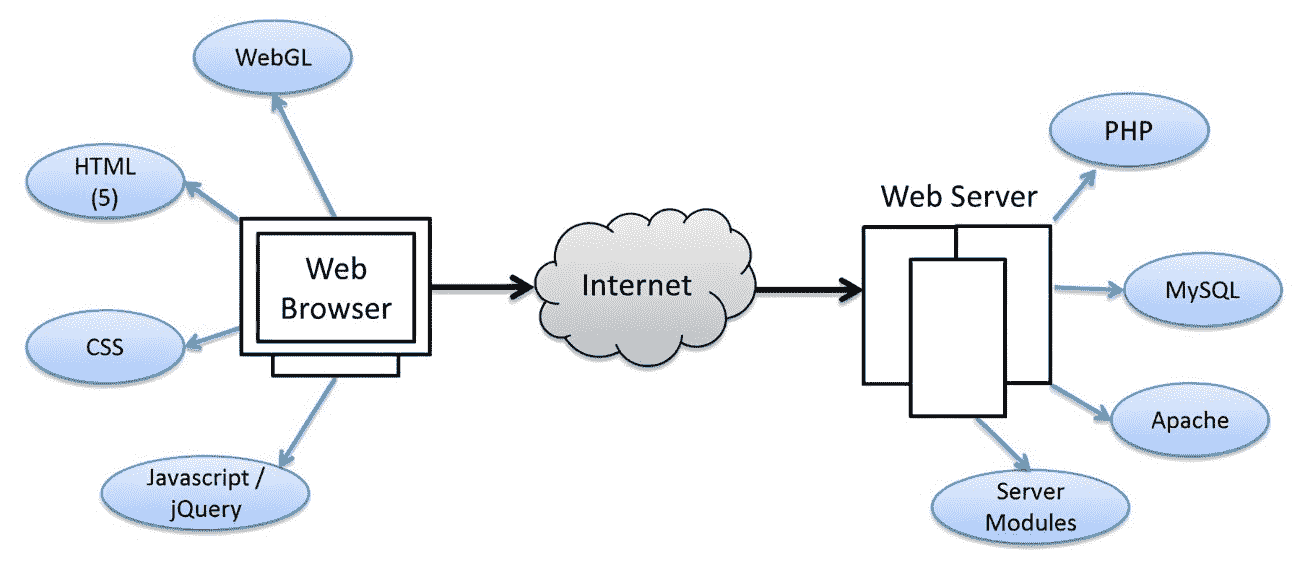 WebGL
HTML
(5)
CSS
Javascript /
jQuery
Web
Browser
Internet
Web Server
PHP
MySQL
Apache
Server
Modules